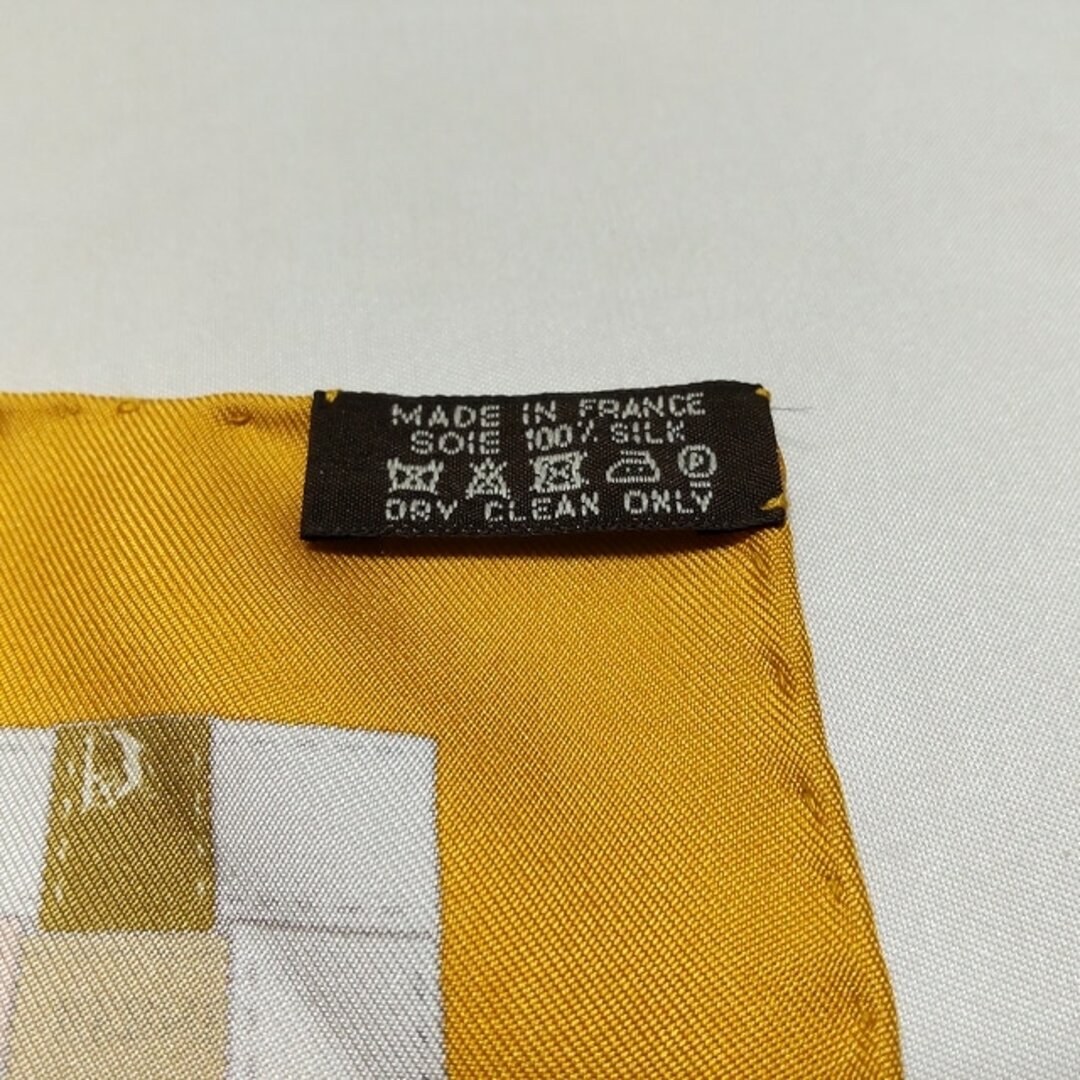 MADE IN FRANCE
SOIE 100% SILK
P
DRY CLEAN ONLY